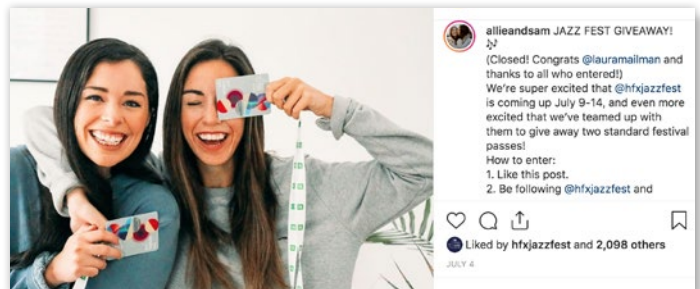 allieandsam JAZZ FEST GIVEAWAY!
🎶
(Closed! Congrats @lauramailman and
thanks to all who entered!)
We're super excited that @hfxjazzfest
is coming up July 9-14, and even more
excited that we've teamed up with
them to give away two standard festival
passes!
How to enter:
1. Like this post.
2. Be following @hfxjazzfest and
Liked by hfxjazzfest and 2,098 others
JULY 4